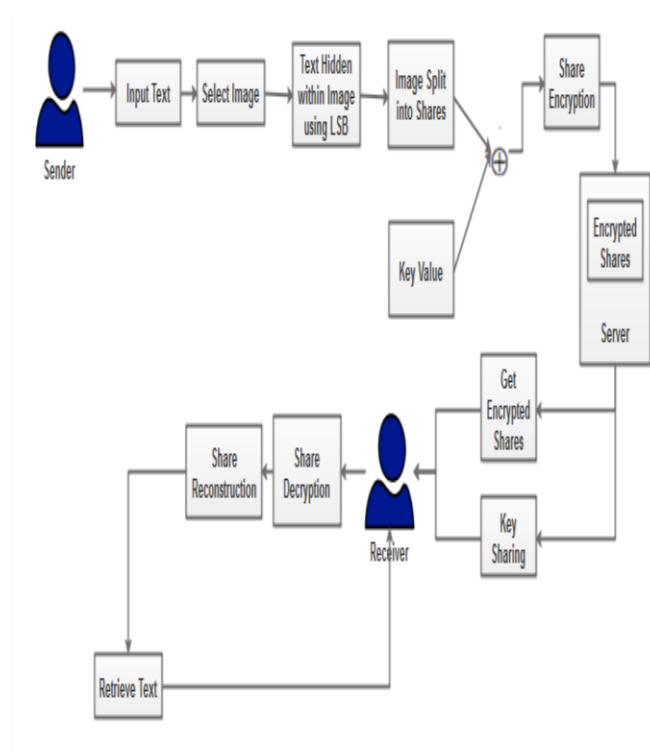 Sender
Input Text
Select Image
Text Hidden
within Image
using LSB
Image Split
into Shares
Key Value
Share
Encryption
Encrypted
Shares
Server
Get
Encrypted
Shares
Key
Sharing
Receiver
Share
Decryption
Share
Reconstruction
Retrieve Text